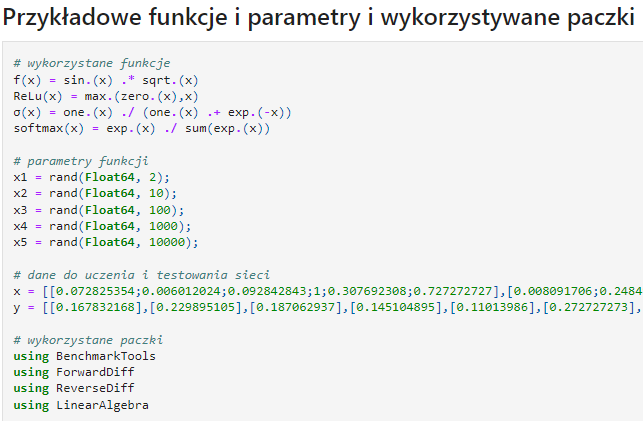 Przykładowe funkcje i parametry i wykorzystywane paczki
# wykorzystane funkcje
f(x) = sin.(x) .* sqrt.(x)
ReLu(x) = max.(zero.(x),x)
σ(x) = one.(x) ./ (one.(x) .+ exp.(-x))
softmax(x) = exp.(x) ./ sum(exp.(x))
# parametry funkcji
x1 = rand(Float64, 2);
x2 = rand(Float64, 10);
x3 = rand(Float64, 100);
x4 = rand(Float64, 1000);
x5 = rand(Float64, 10000);
# dane do uczenia i testowania sieci
x = [[0.072825354;0.006012024;0.092842843;1;0.307692308;0.727272727],[0.008091706;0.2484
y = [[0.167832168],[0.229895105],[0.187062937],[0.145104895],[0.11013986],[0.272727273],
# wykorzystane paczki
using BenchmarkTools
using ForwardDiff
using ReverseDiff
using LinearAlgebra